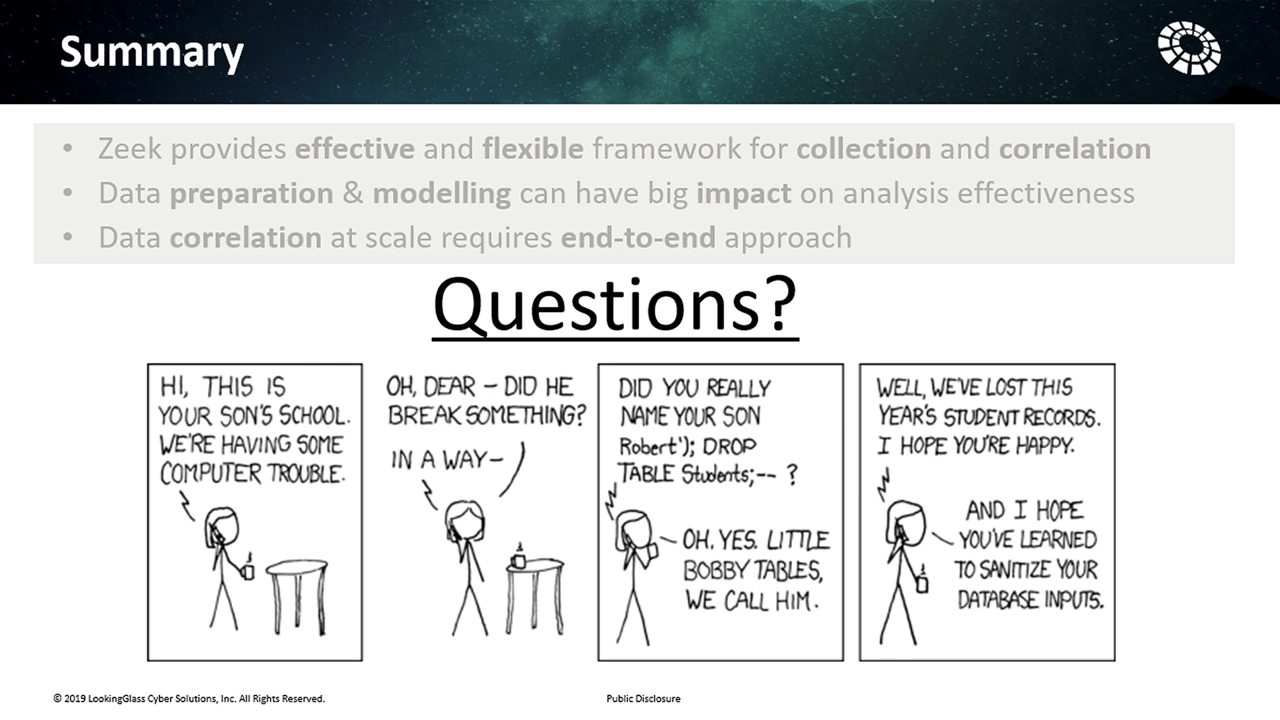 Summary
• Zeek provides effective and flexible framework for collection and correlation
• Data preparation & modelling can have big impact on analysis effectiveness
• Data correlation at scale requires end-to-end approach
Questions?
HI, THIS IS
YOUR SON'S SCHOOL.
WE'RE HAVING SOME
COMPUTER TROUBLE.
OH, DEAR – DID HE
BREAK SOMETHING?
IN A WAY–
DID YOU REALLY
NAME YOUR SON
Robert'); DROP
TABLE Students;-- ?
OH. YES. LITTLE
BOBBY TABLES,
WE CALL HIM.
WELL, WE'VE LOST THIS
YEAR'S STUDENT RECORDS.
I HOPE YOU'RE HAPPY.
AND I HOPE
YOU'VE LEARNED
TO SANITIZE YOUR
DATABASE INPUTS.
© 2019 LookingGlass Cyber Solutions, Inc. All Rights Reserved.
Public Disclosure